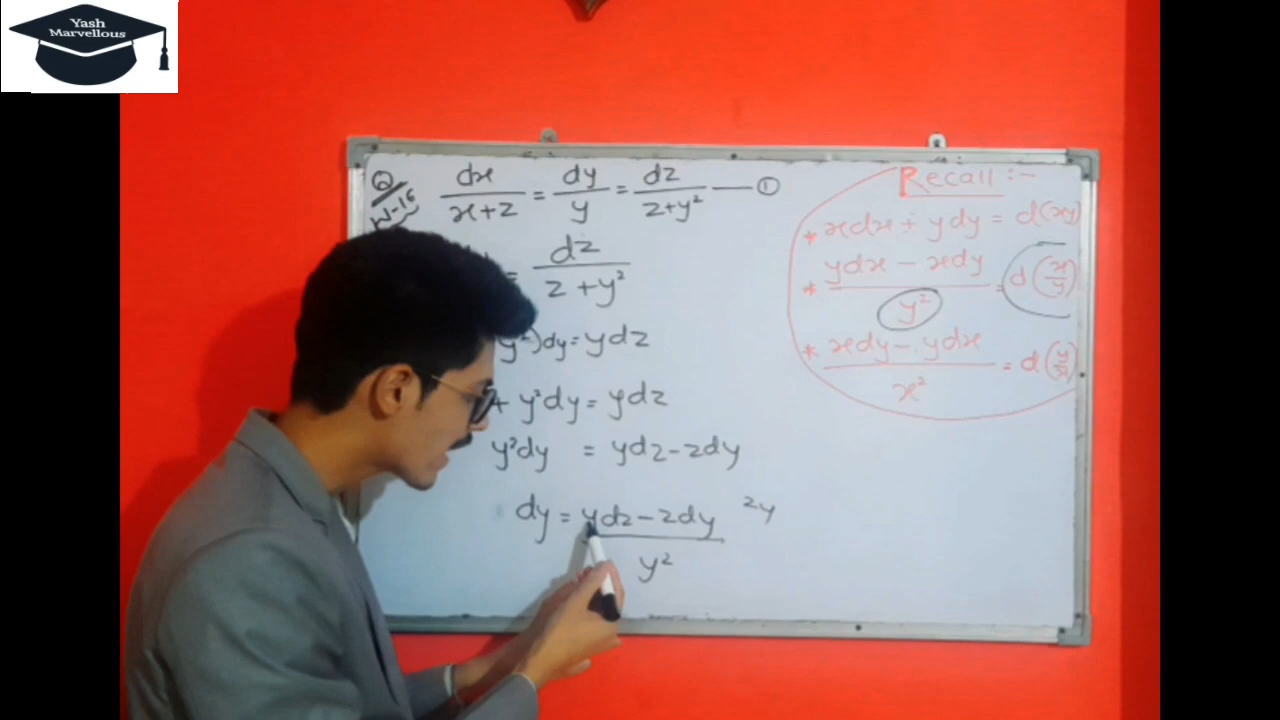 Yash
Marvellous
Q/W-16 dx/(x+z) = dy/y = dz/(z+y²) — ①
= dz/(z+y²)
y²)dy = ydz
+ y²dy = ydz
y²dy = ydz - zdy
dy = (ydz - zdy)/y² zy
Recall :-
* xdx + ydy = d(xy)
* (ydx - xdy)/y² = d(x/y)
* (xdy - ydx)/x² = d(y/x)